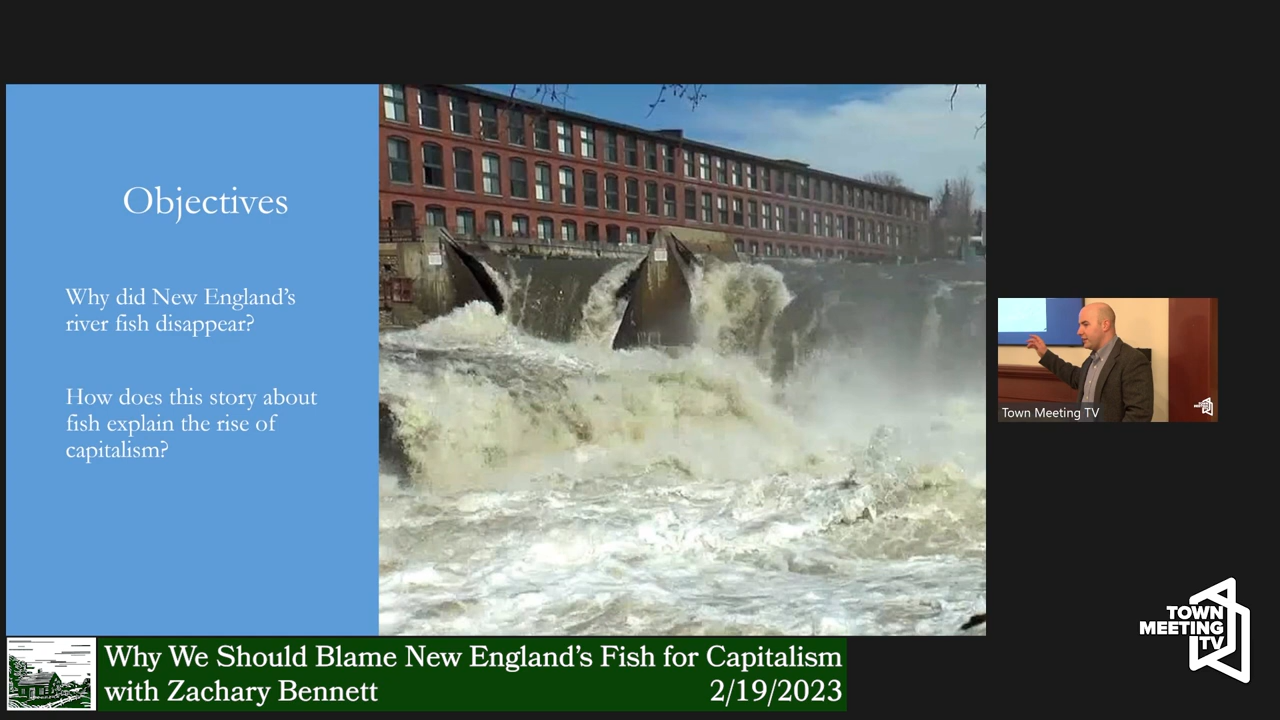 Objectives
Why did New England's
river fish disappear?
How does this story about
fish explain the rise of
capitalism?
Town Meeting TV
TOWN
MEETING
TV
Why We Should Blame New England's Fish for Capitalism
with Zachary Bennett 2/19/2023